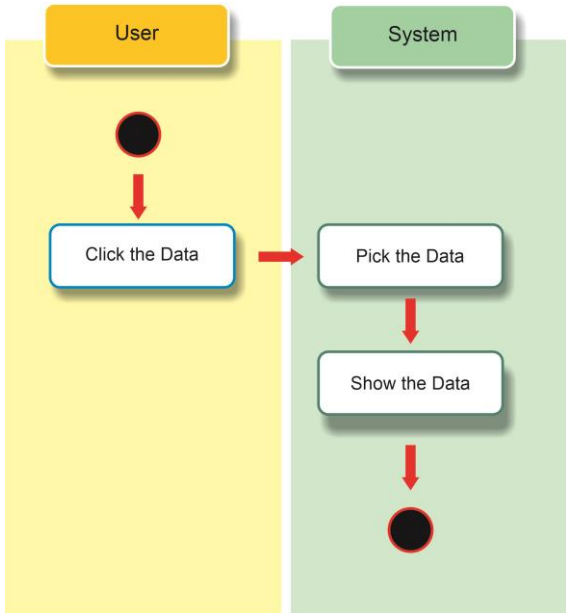 User
System
Click the Data
Pick the Data
Show the Data